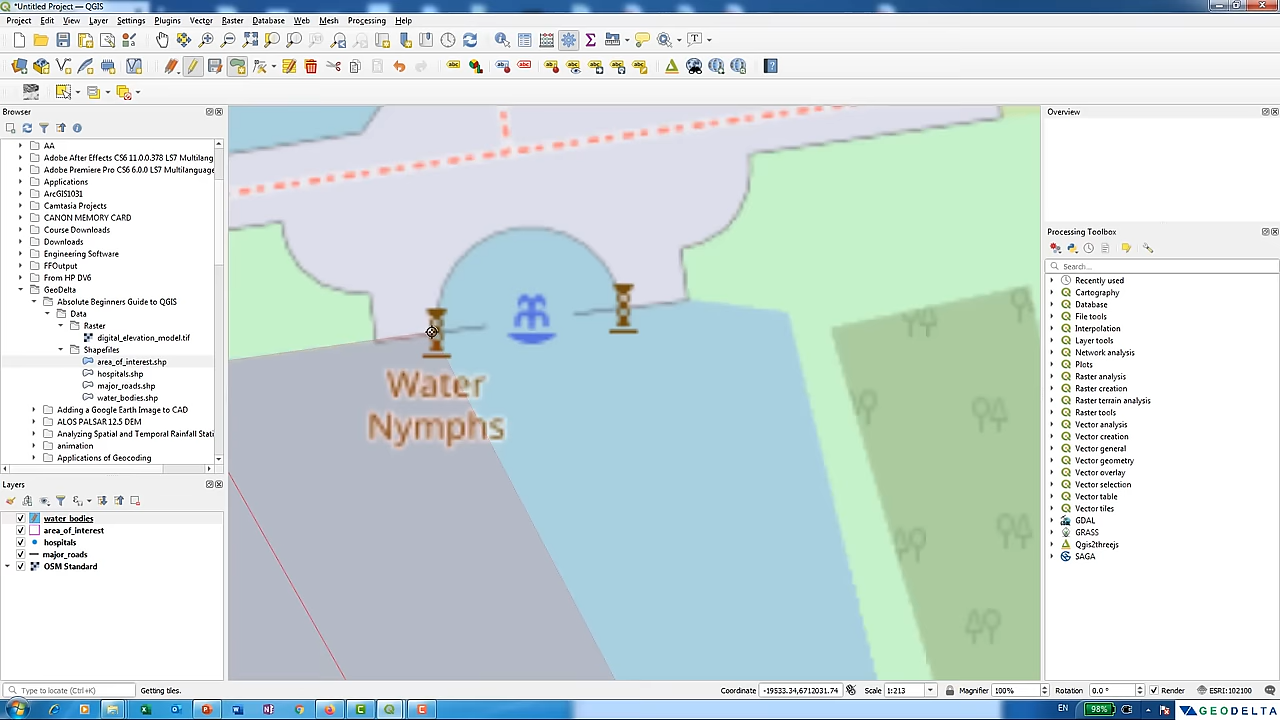 *Untitled Project — QGIS
Project Edit View Layer Settings Plugins Vector Raster Database Web Mesh Processing Help
Browser
AA
Adobe After Effects CS6 11.0.0.378 LS7 Multilang
Adobe Premiere Pro CS6 6.0.0 LS7 Multilanguage
Applications
ArcGIS1031
Camtasia Projects
CANON MEMORY CARD
Course Downloads
Downloads
Engineering Software
FFOutput
From HP DV6
GeoDelta
Absolute Beginners Guide to QGIS
Data
Raster
digital_elevation_model.tif
Shapefiles
area_of_interest.shp
hospitals.shp
major_roads.shp
water_bodies.shp
Adding a Google Earth Image to CAD
ALOS PALSAR 12.5 DEM
Analyzing Spatial and Temporal Rainfall Stati
animation
Applications of Geocoding
Layers
water_bodies
area_of_interest
hospitals
major_roads
OSM Standard
Water
Nymphs
Overview
Processing Toolbox
Search...
Recently used
Cartography
Database
File tools
Interpolation
Layer tools
Network analysis
Plots
Raster analysis
Raster creation
Raster terrain analysis
Raster tools
Vector analysis
Vector creation
Vector general
Vector geometry
Vector overlay
Vector selection
Vector table
Vector tiles
GDAL
GRASS
Qgis2threejs
SAGA
Type to locate (Ctrl+K) Getting tiles. Coordinate -19533.34,6712031.74 Scale 1:213 Magnifier 100% Rotation 0.0 ° Render ESRI:102100
EN 98% GEODELTA